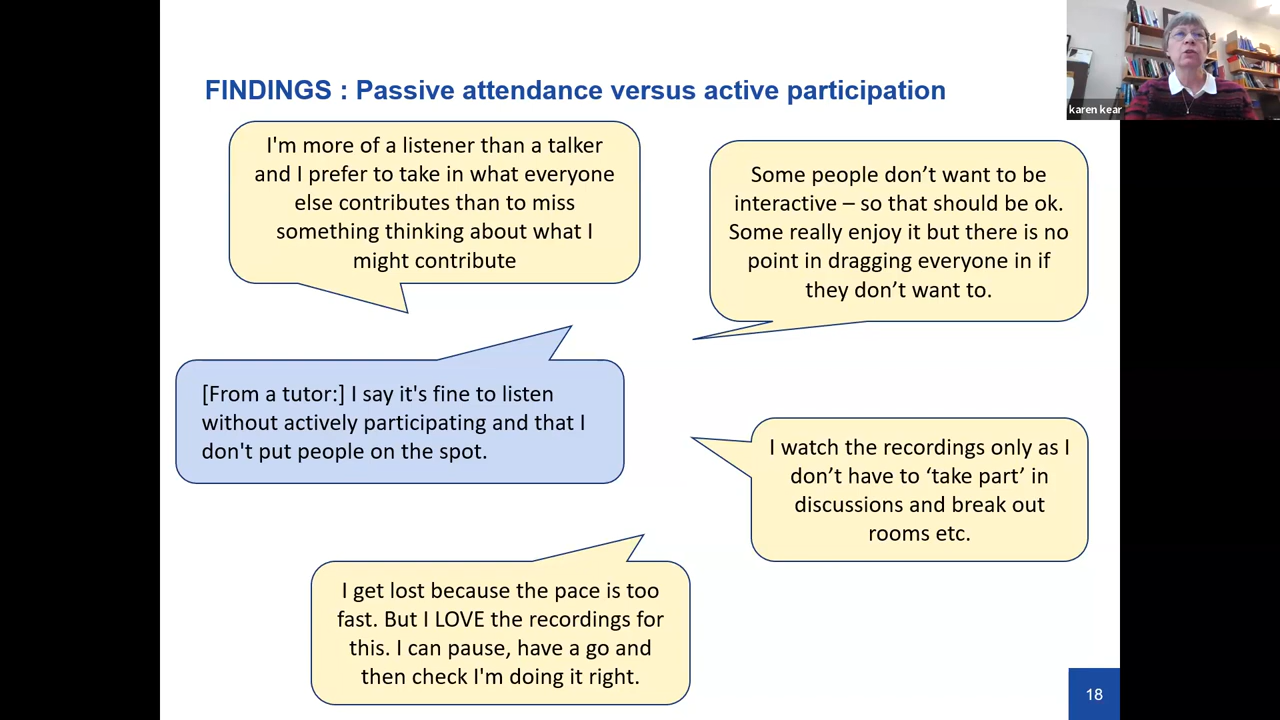 karen kear
FINDINGS : Passive attendance versus active participation
I'm more of a listener than a talker
and I prefer to take in what everyone
else contributes than to miss
something thinking about what I
might contribute
Some people don’t want to be
interactive – so that should be ok.
Some really enjoy it but there is no
point in dragging everyone in if
they don’t want to.
[From a tutor:] I say it's fine to listen
without actively participating and that I
don't put people on the spot.
I watch the recordings only as I
don’t have to ‘take part’ in
discussions and break out
rooms etc.
I get lost because the pace is too
fast. But I LOVE the recordings for
this. I can pause, have a go and
then check I'm doing it right.
18